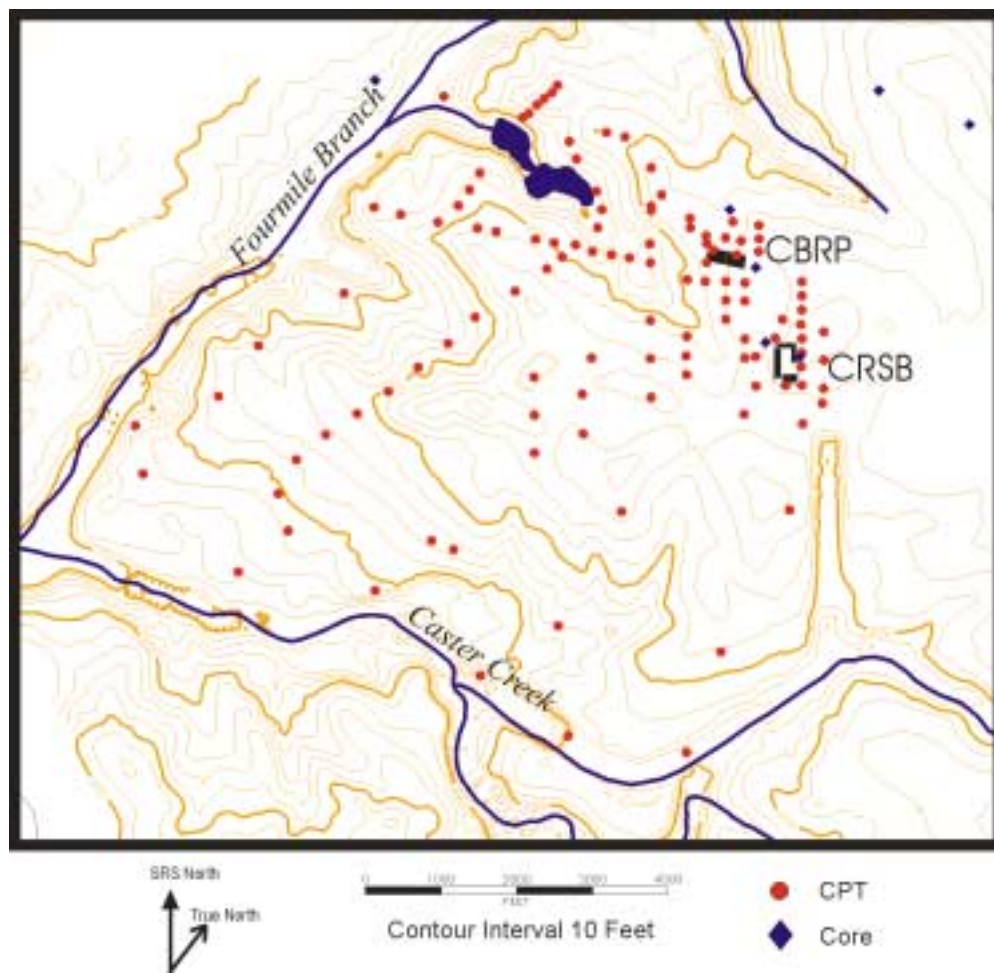 Fourmile Branch
CBRP
CRSB
Caster Creek
SRS North
True North
0 1000 2000 3000 4000
FEET
Contour Interval 10 Feet
CPT
Core